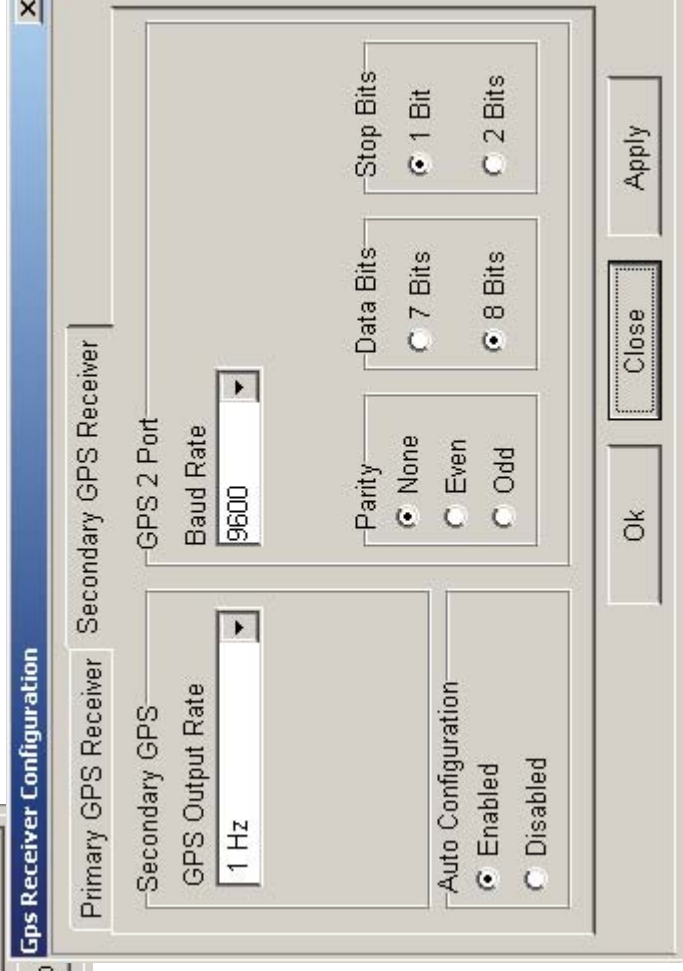 Gps Receiver Configuration
Primary GPS Receiver
Secondary GPS Receiver
Secondary GPS
GPS Output Rate
1 Hz
Auto Configuration
Enabled
Disabled
GPS 2 Port
Baud Rate
9600
Parity
None
Even
Odd
Data Bits
7 Bits
8 Bits
Stop Bits
1 Bit
2 Bits
Ok
Close
Apply